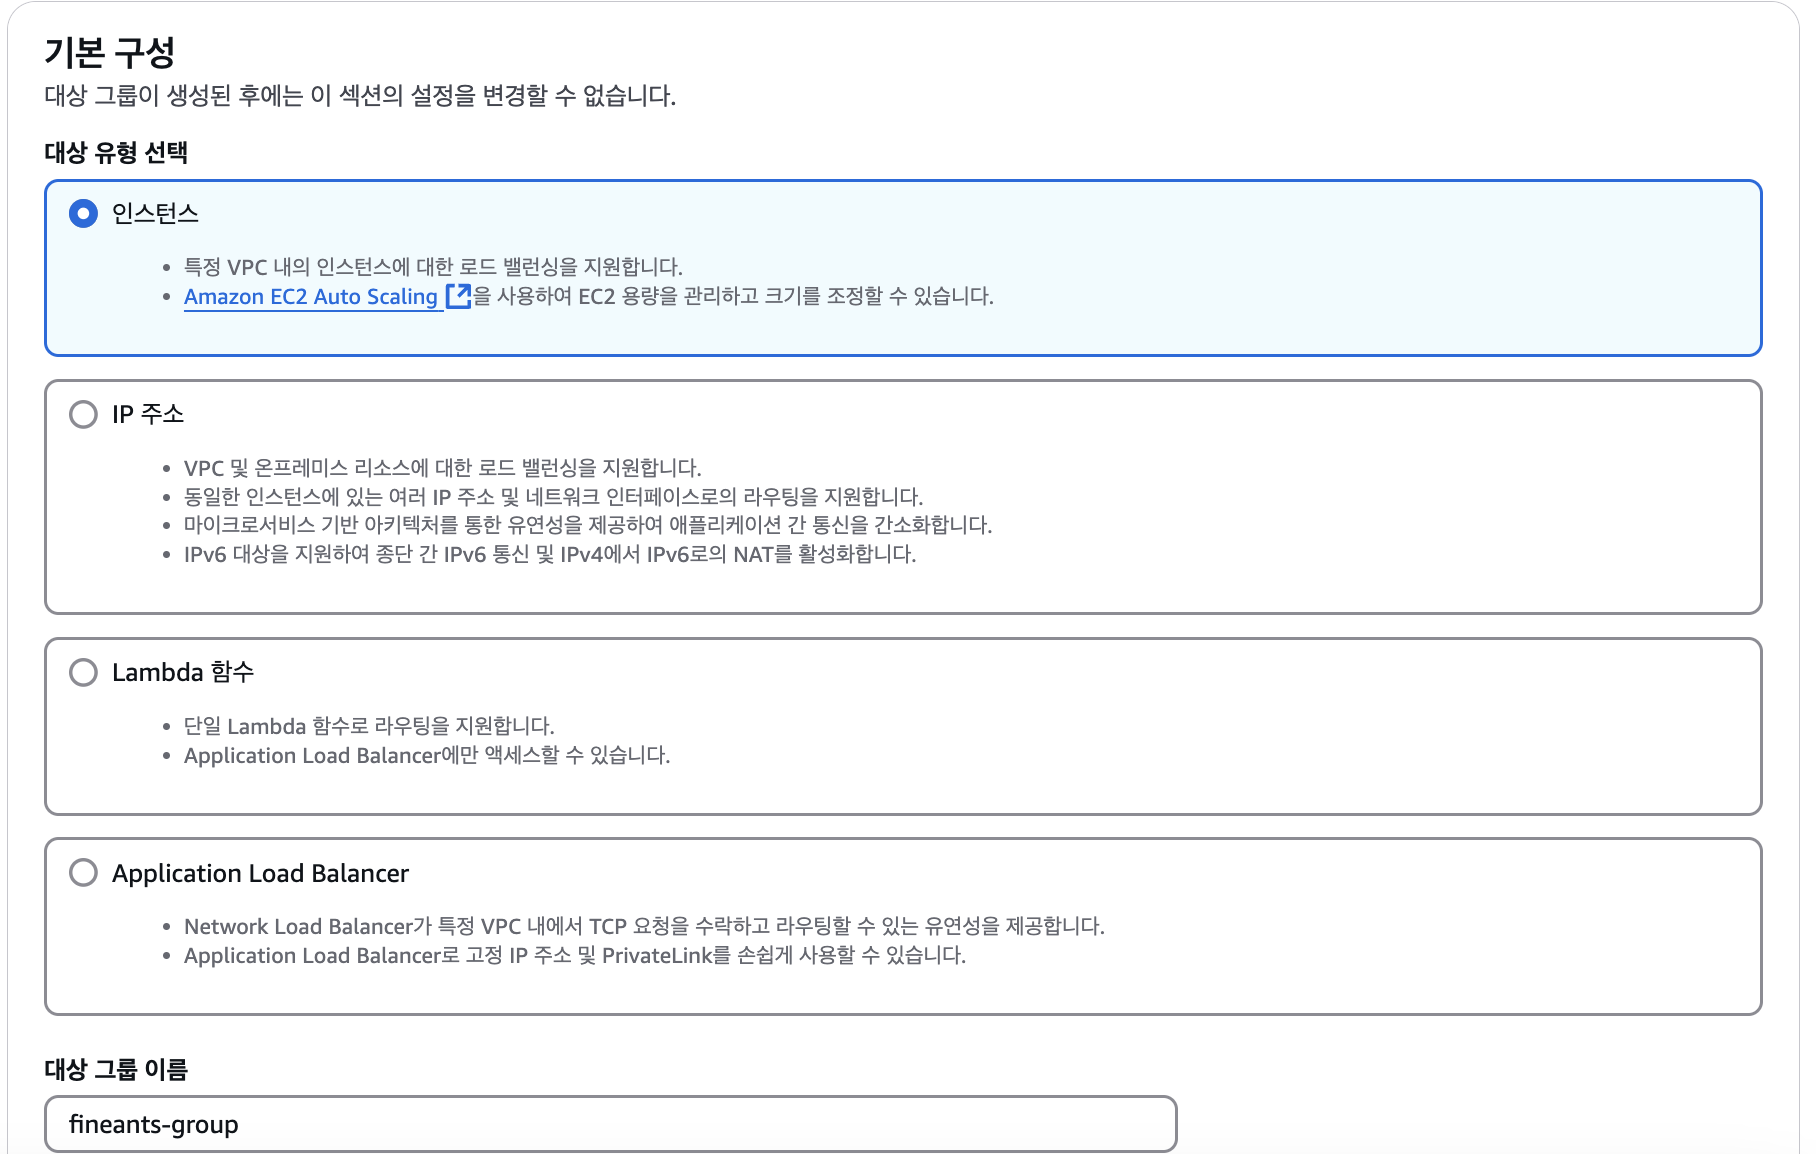 기본 구성
대상 그룹이 생성된 후에는 이 섹션의 설정을 변경할 수 없습니다.
대상 유형 선택
인스턴스
특정 VPC 내의 인스턴스에 대한 로드 밸런싱을 지원합니다.
Amazon EC2 Auto Scaling 을 사용하여 EC2 용량을 관리하고 크기를 조정할 수 있습니다.
IP 주소
VPC 및 온프레미스 리소스에 대한 로드 밸런싱을 지원합니다.
동일한 인스턴스에 있는 여러 IP 주소 및 네트워크 인터페이스로의 라우팅을 지원합니다.
마이크로서비스 기반 아키텍처를 통한 유연성을 제공하여 애플리케이션 간 통신을 간소화합니다.
IPv6 대상을 지원하여 종단 간 IPv6 통신 및 IPv4에서 IPv6로의 NAT를 활성화합니다.
Lambda 함수
단일 Lambda 함수로 라우팅을 지원합니다.
Application Load Balancer에만 액세스할 수 있습니다.
Application Load Balancer
Network Load Balancer가 특정 VPC 내에서 TCP 요청을 수락하고 라우팅할 수 있는 유연성을 제공합니다.
Application Load Balancer로 고정 IP 주소 및 PrivateLink를 손쉽게 사용할 수 있습니다.
대상 그룹 이름
fineants-group